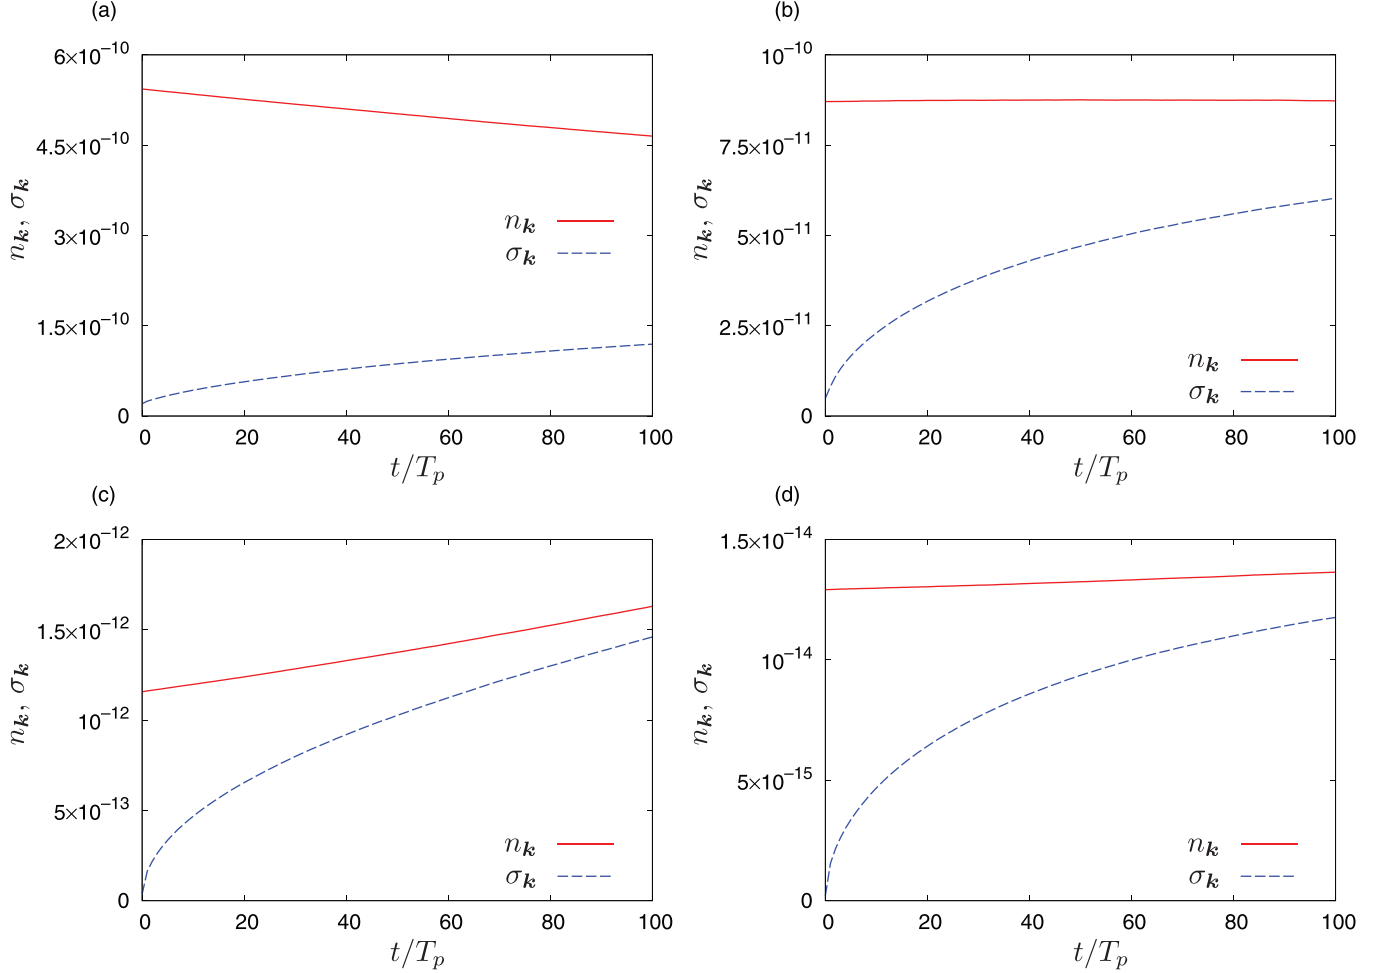 (a)
6×10⁻¹⁰
4.5×10⁻¹⁰
3×10⁻¹⁰
1.5×10⁻¹⁰
0
n_k, σ_k
n_k
σ_k
0 20 40 60 80 100
t/T_p
(b)
10⁻¹⁰
7.5×10⁻¹¹
5×10⁻¹¹
2.5×10⁻¹¹
0
n_k, σ_k
n_k
σ_k
0 20 40 60 80 100
t/T_p
(c)
2×10⁻¹²
1.5×10⁻¹²
10⁻¹²
5×10⁻¹³
0
n_k, σ_k
n_k
σ_k
0 20 40 60 80 100
t/T_p
(d)
1.5×10⁻¹⁴
10⁻¹⁴
5×10⁻¹⁵
0
n_k, σ_k
n_k
σ_k
0 20 40 60 80 100
t/T_p